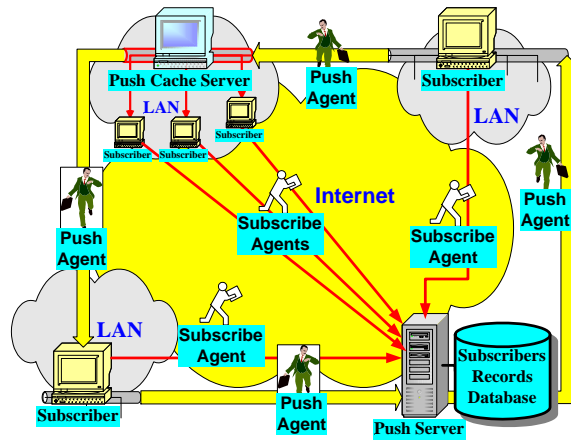 Push Cache Server
Push
Agent
Subscriber
LAN
LAN
Subscriber
Subscriber
Subscriber
Internet
Push
Agent
Push
Agent
Subscribe
Agents
Subscribe
Agent
LAN
Subscribe
Agent
Subscribers
Records
Database
Push
Agent
Subscriber
Push Server